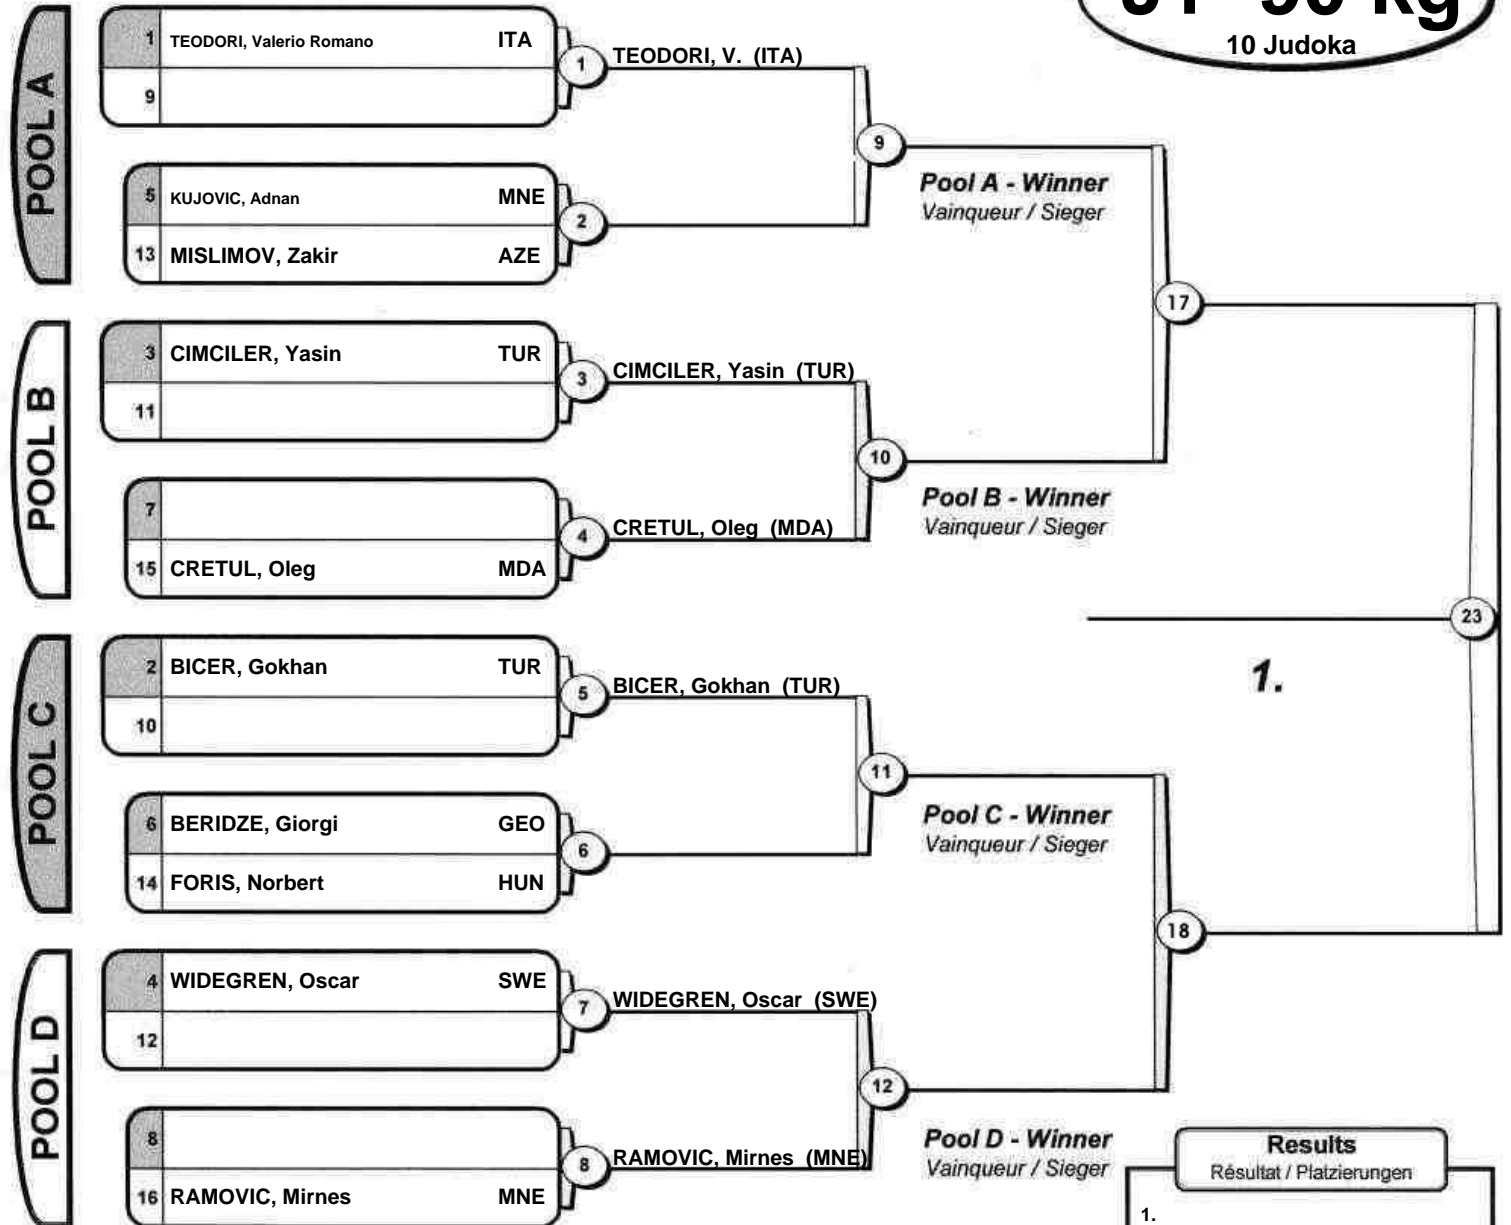 10 Judoka
POOL A
1 TEODORI, Valerio Romano ITA
9
1
TEODORI, V. (ITA)
5 KUJOVIC, Adnan MNE
13 MISLIMOV, Zakir AZE
2
9
Pool A - Winner
Vainqueur / Sieger
POOL B
3 CIMCILER, Yasin TUR
11
3
CIMCILER, Yasin (TUR)
7
15 CRETUL, Oleg MDA
4
CRETUL, Oleg (MDA)
10
Pool B - Winner
Vainqueur / Sieger
17
POOL C
2 BICER, Gokhan TUR
10
5
BICER, Gokhan (TUR)
6 BERIDZE, Giorgi GEO
14 FORIS, Norbert HUN
6
11
Pool C - Winner
Vainqueur / Sieger
23
1.
POOL D
4 WIDEGREN, Oscar SWE
12
7
WIDEGREN, Oscar (SWE)
8
16 RAMOVIC, Mirnes MNE
8
RAMOVIC, Mirnes (MNE)
12
Pool D - Winner
Vainqueur / Sieger
18
Results
Résultat / Platzierungen
1.